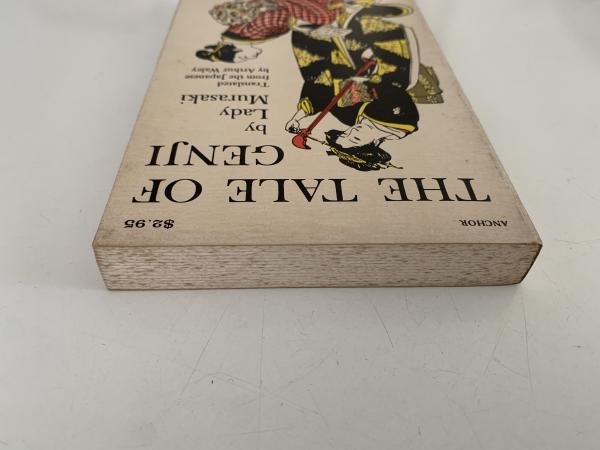 ANCHOR $2.95
THE TALE OF
GENJI
by
Lady
Murasaki
Translated
from the Japanese
by Arthur Waley